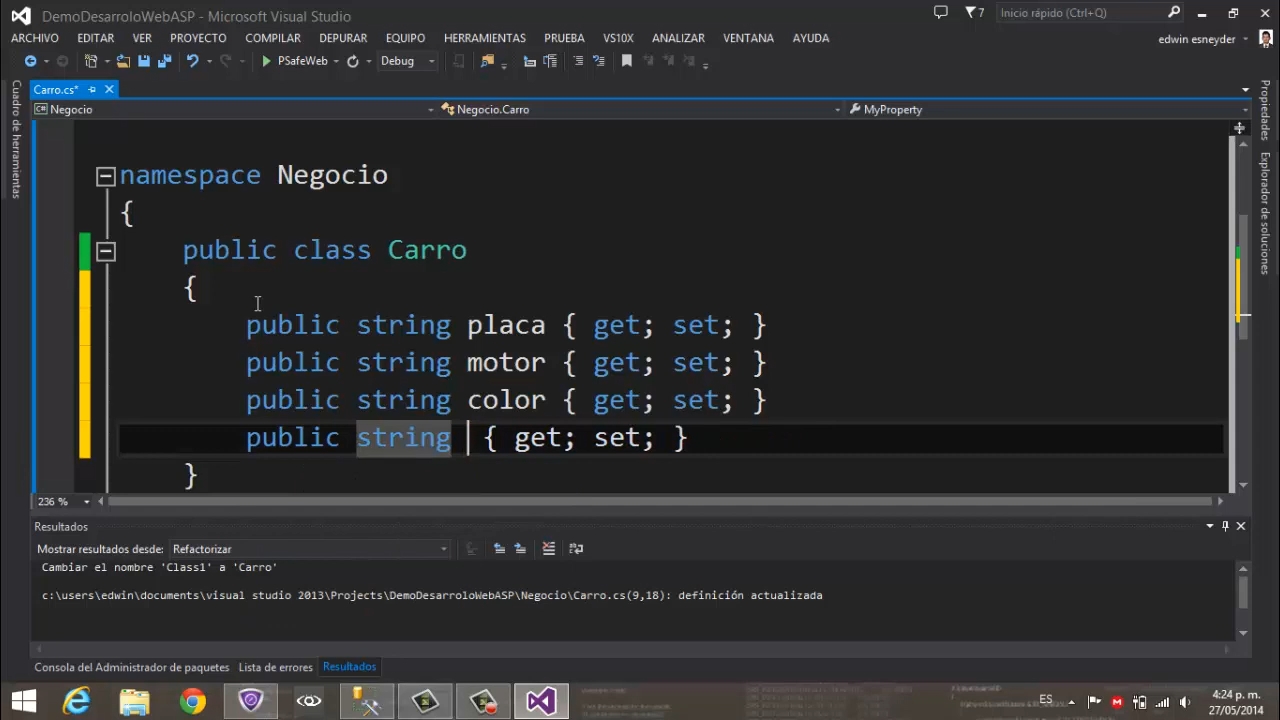 DemoDesarroloWebASP - Microsoft Visual Studio
7
Inicio rápido (Ctrl+Q)
ARCHIVO EDITAR VER PROYECTO COMPILAR DEPURAR EQUIPO HERRAMIENTAS PRUEBA VS10X ANALIZAR VENTANA AYUDA
edwin esneyder
PSafeWeb Debug
Carro.cs*
Negocio Negocio.Carro MyProperty
Cuadro de herramientas
Propiedades
Explorador de soluciones
namespace Negocio
{
public class Carro
{
public string placa { get; set; }
public string motor { get; set; }
public string color { get; set; }
public string { get; set; }
}
236 %
Resultados
Mostrar resultados desde: Refactorizar
Cambiar el nombre 'Class1' a 'Carro'
c:\users\edwin\documents\visual studio 2013\Projects\DemoDesarroloWebASP\Negocio\Carro.cs(9,18): definición actualizada
Consola del Administrador de paquetes Lista de errores Resultados
ES
4:24 p.m.
27/05/2014